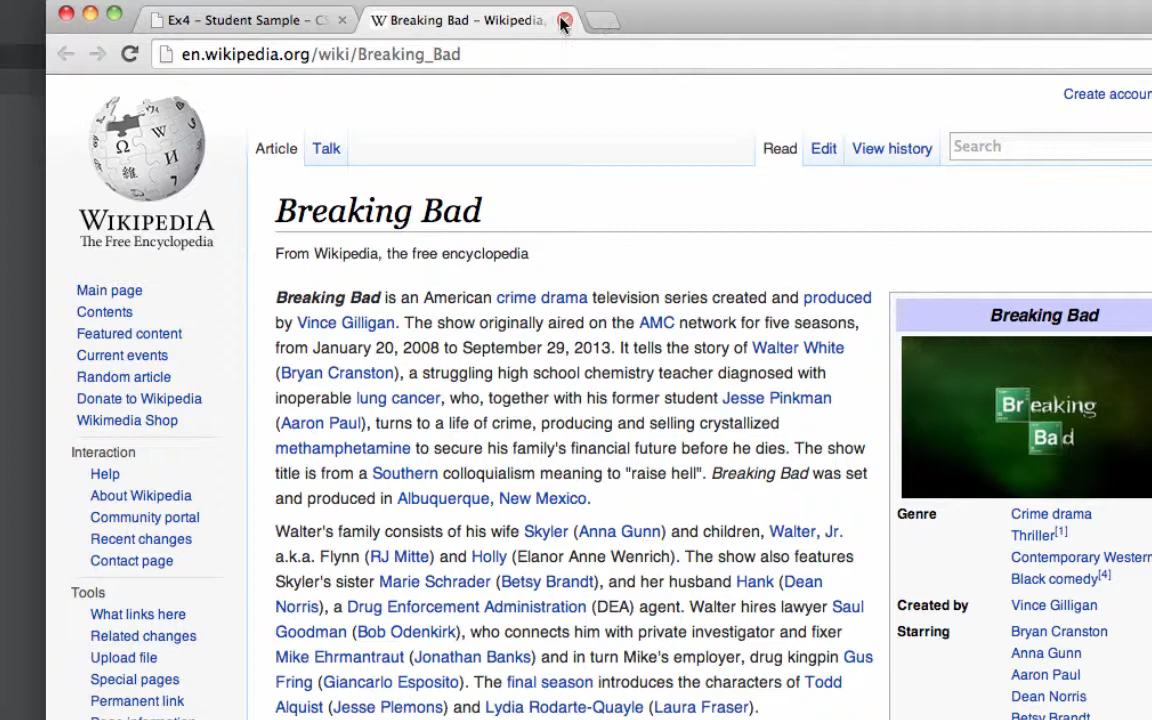 Ex4 – Student Sample – CS
Breaking Bad – Wikipedia,
en.wikipedia.org/wiki/Breaking_Bad
Create accoun
Article
Talk
Read
Edit
View history
Search
WIKIPEDIA
The Free Encyclopedia
Breaking Bad
From Wikipedia, the free encyclopedia
Main page
Contents
Featured content
Current events
Random article
Donate to Wikipedia
Wikimedia Shop
Interaction
Help
About Wikipedia
Community portal
Recent changes
Contact page
Tools
What links here
Related changes
Upload file
Special pages
Permanent link
Breaking Bad is an American crime drama television series created and produced
by Vince Gilligan. The show originally aired on the AMC network for five seasons,
from January 20, 2008 to September 29, 2013. It tells the story of Walter White
(Bryan Cranston), a struggling high school chemistry teacher diagnosed with
inoperable lung cancer, who, together with his former student Jesse Pinkman
(Aaron Paul), turns to a life of crime, producing and selling crystallized
methamphetamine to secure his family's financial future before he dies. The show
title is from a Southern colloquialism meaning to "raise hell". Breaking Bad was set
and produced in Albuquerque, New Mexico.
Walter's family consists of his wife Skyler (Anna Gunn) and children, Walter, Jr.
a.k.a. Flynn (RJ Mitte) and Holly (Elanor Anne Wenrich). The show also features
Skyler's sister Marie Schrader (Betsy Brandt), and her husband Hank (Dean
Norris), a Drug Enforcement Administration (DEA) agent. Walter hires lawyer Saul
Goodman (Bob Odenkirk), who connects him with private investigator and fixer
Mike Ehrmantraut (Jonathan Banks) and in turn Mike's employer, drug kingpin Gus
Fring (Giancarlo Esposito). The final season introduces the characters of Todd
Alquist (Jesse Plemons) and Lydia Rodarte-Quayle (Laura Fraser).
Breaking Bad
Breaking
Bad
Genre
Crime drama
Thriller[1]
Contemporary Western
Black comedy[4]
Created by
Vince Gilligan
Starring
Bryan Cranston
Anna Gunn
Aaron Paul
Dean Norris
Betsy Brandt